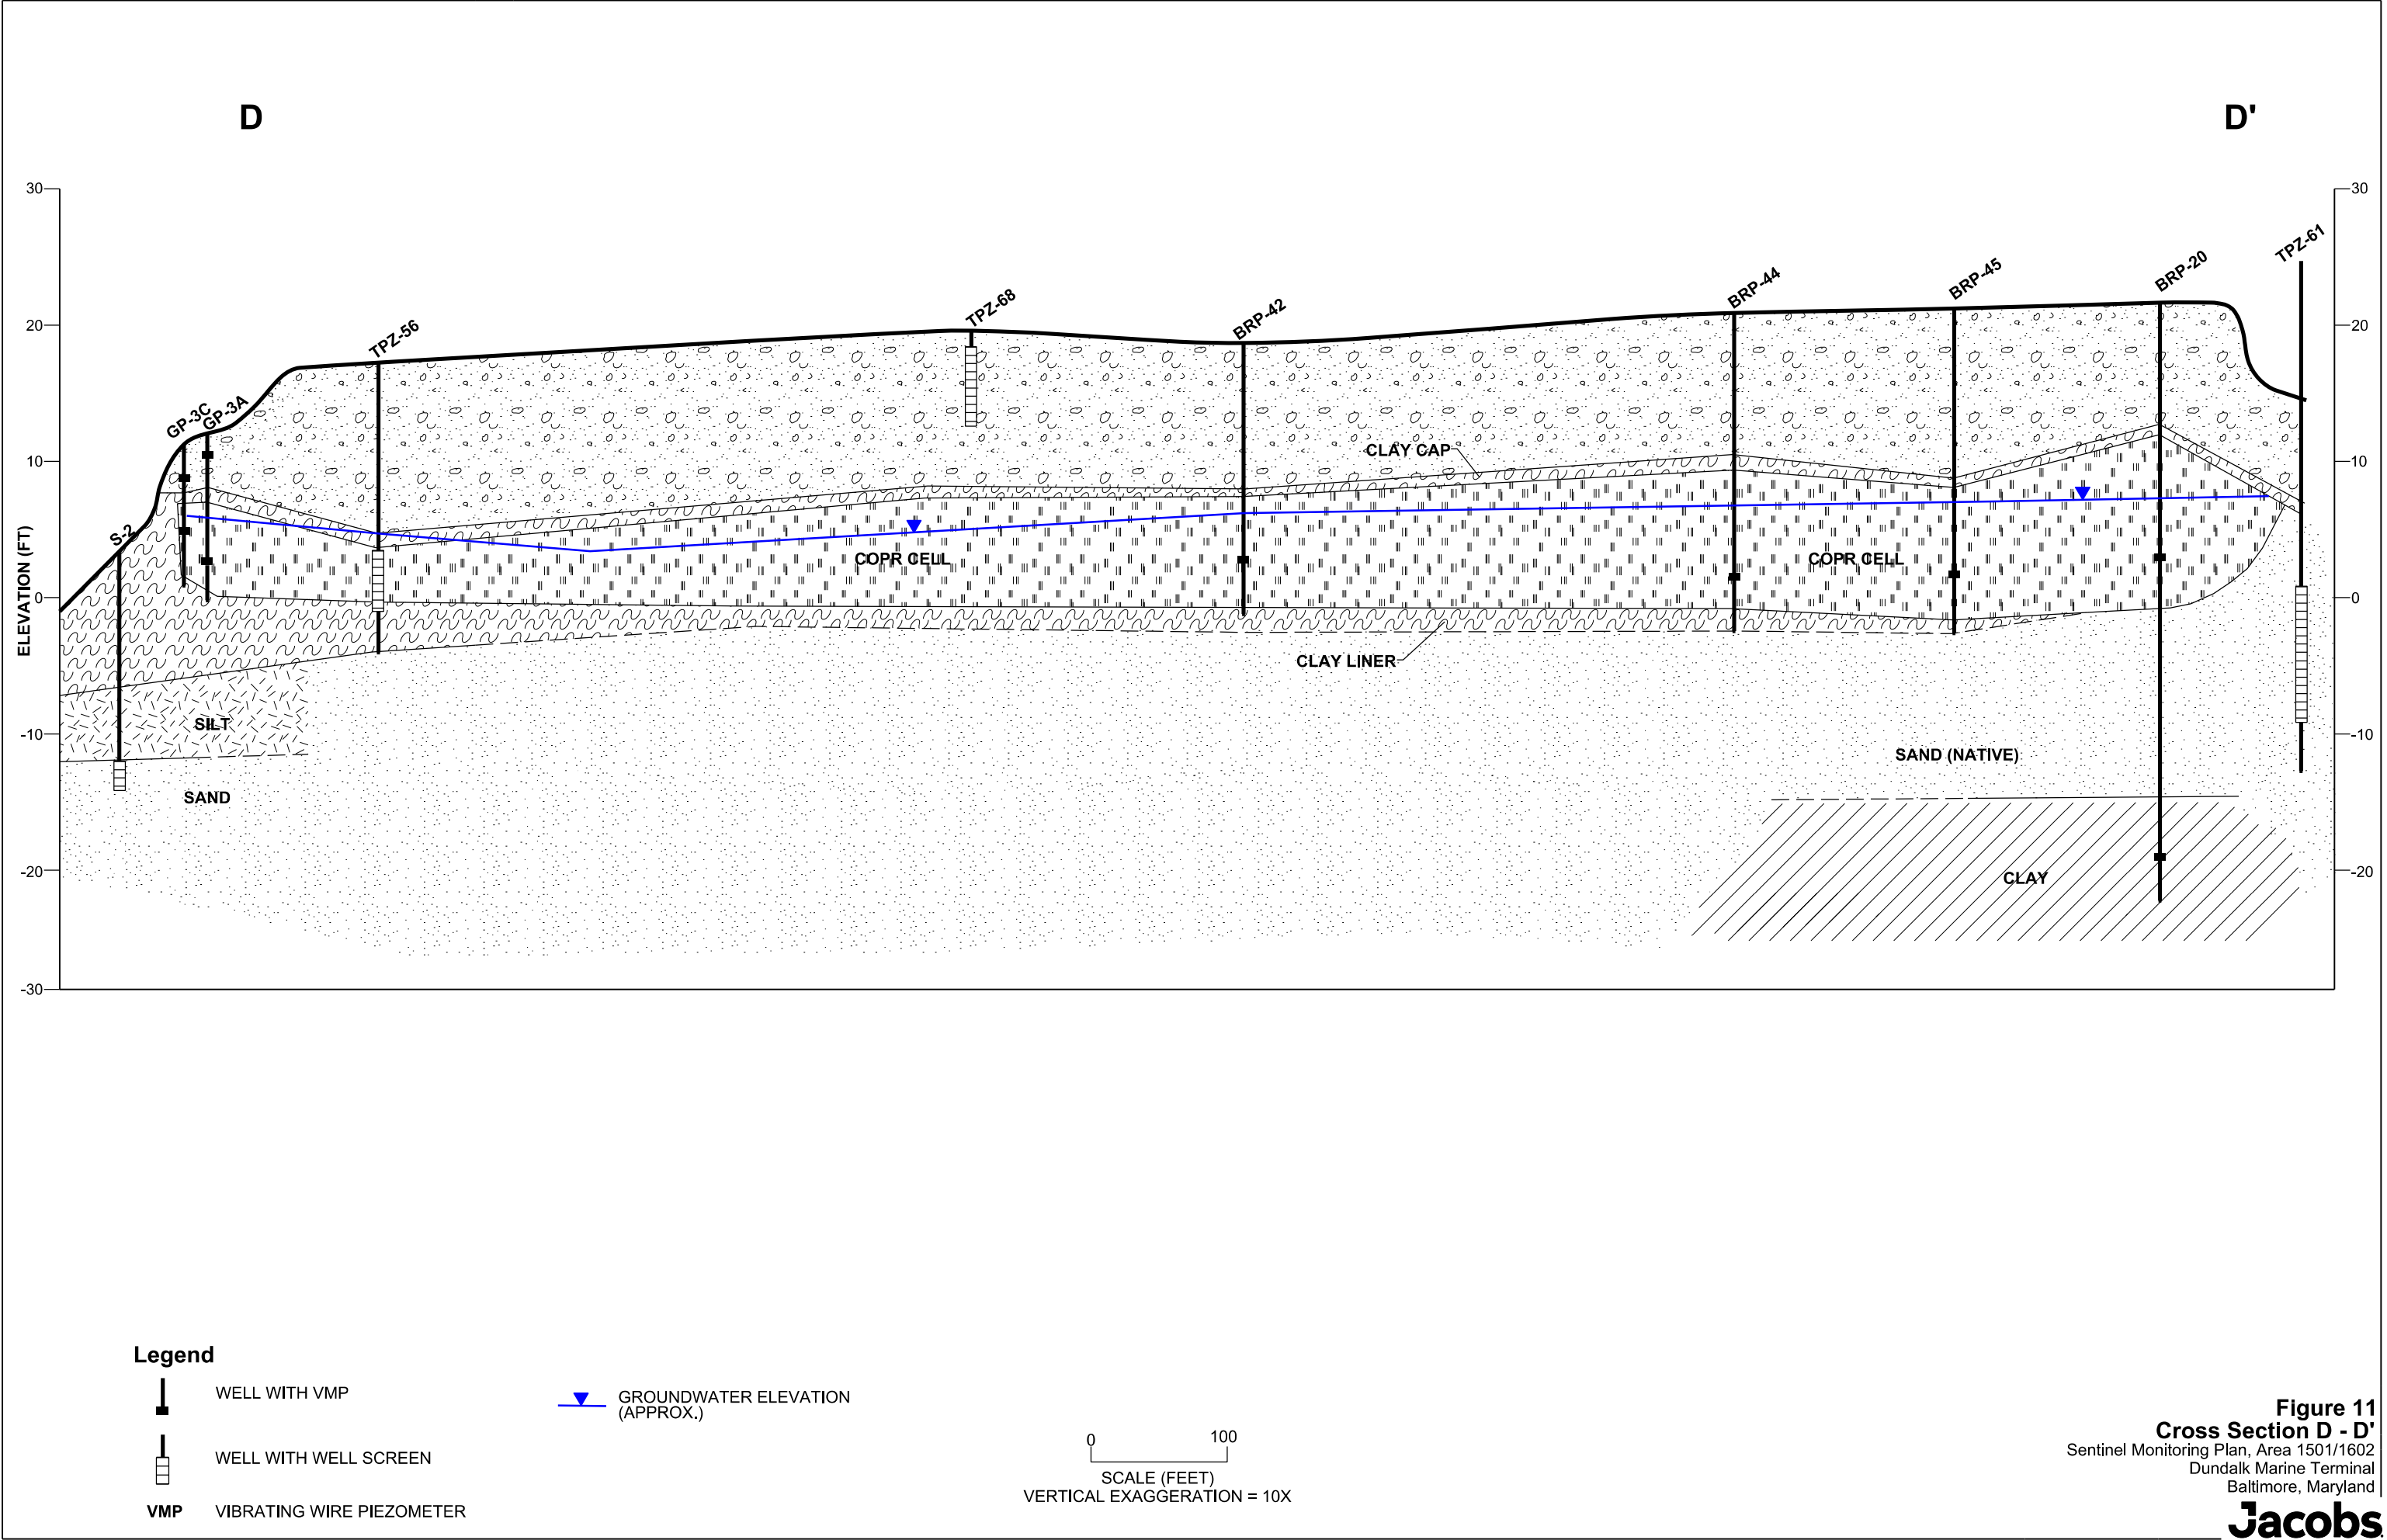 D
D'
30
20
10
0
-10
-20
-30
ELEVATION (FT)
30
20
10
0
-10
-20
S-2
GP-3C
GP-3A
TPZ-56
TPZ-68
BRP-42
BRP-44
BRP-45
BRP-20
TPZ-61
CLAY CAP
COPR CELL
COPR CELL
CLAY LINER
SILT
SAND
SAND (NATIVE)
CLAY
Legend
WELL WITH VMP
WELL WITH WELL SCREEN
VMP VIBRATING WIRE PIEZOMETER
GROUNDWATER ELEVATION
(APPROX.)
0 100
SCALE (FEET)
VERTICAL EXAGGERATION = 10X
Figure 11
Cross Section D - D'
Sentinel Monitoring Plan, Area 1501/1602
Dundalk Marine Terminal
Baltimore, Maryland
Jacobs